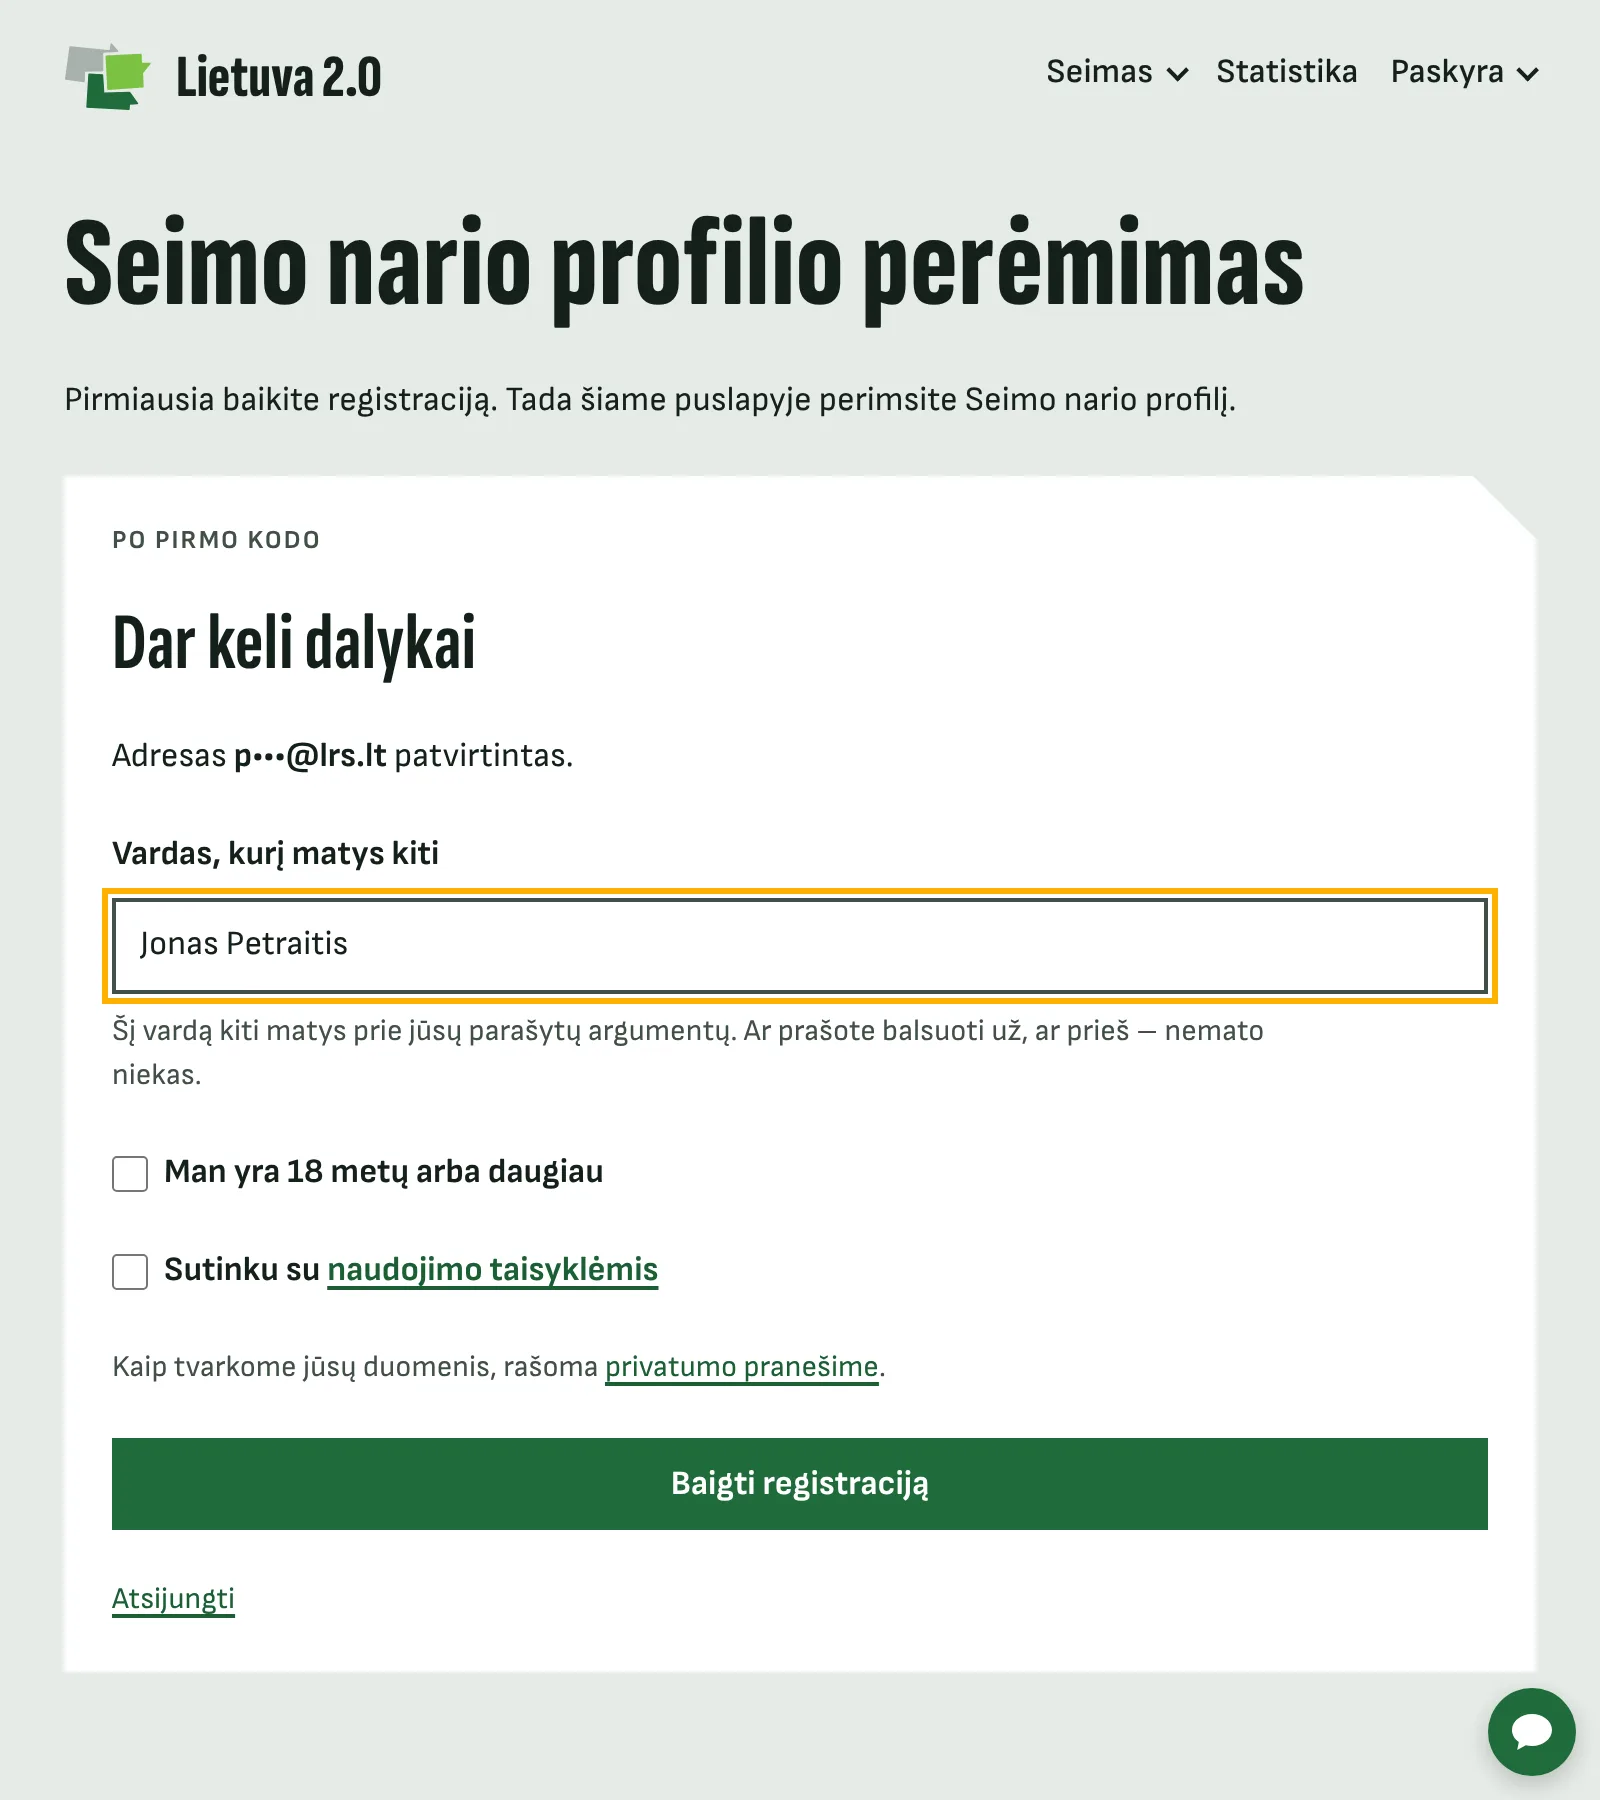 Lietuva 2.0
Seimas
Statistika
Paskyra
Seimo nario profilio perėmimas
Pirmiausia baikite registraciją. Tada šiame puslapyje perimsite Seimo nario profilį.
PO PIRMO KODO
Dar keli dalykai
Adresas p•••@lrs.lt patvirtintas.
Vardas, kurį matys kiti
Jonas Petraitis
Šį vardą kiti matys prie jūsų parašytų argumentų. Ar prašote balsuoti už, ar prieš – nemato
niekas.
Man yra 18 metų arba daugiau
Sutinku su naudojimo taisyklėmis
Kaip tvarkome jūsų duomenis, rašoma privatumo pranešime.
Baigti registraciją
Atsijungti